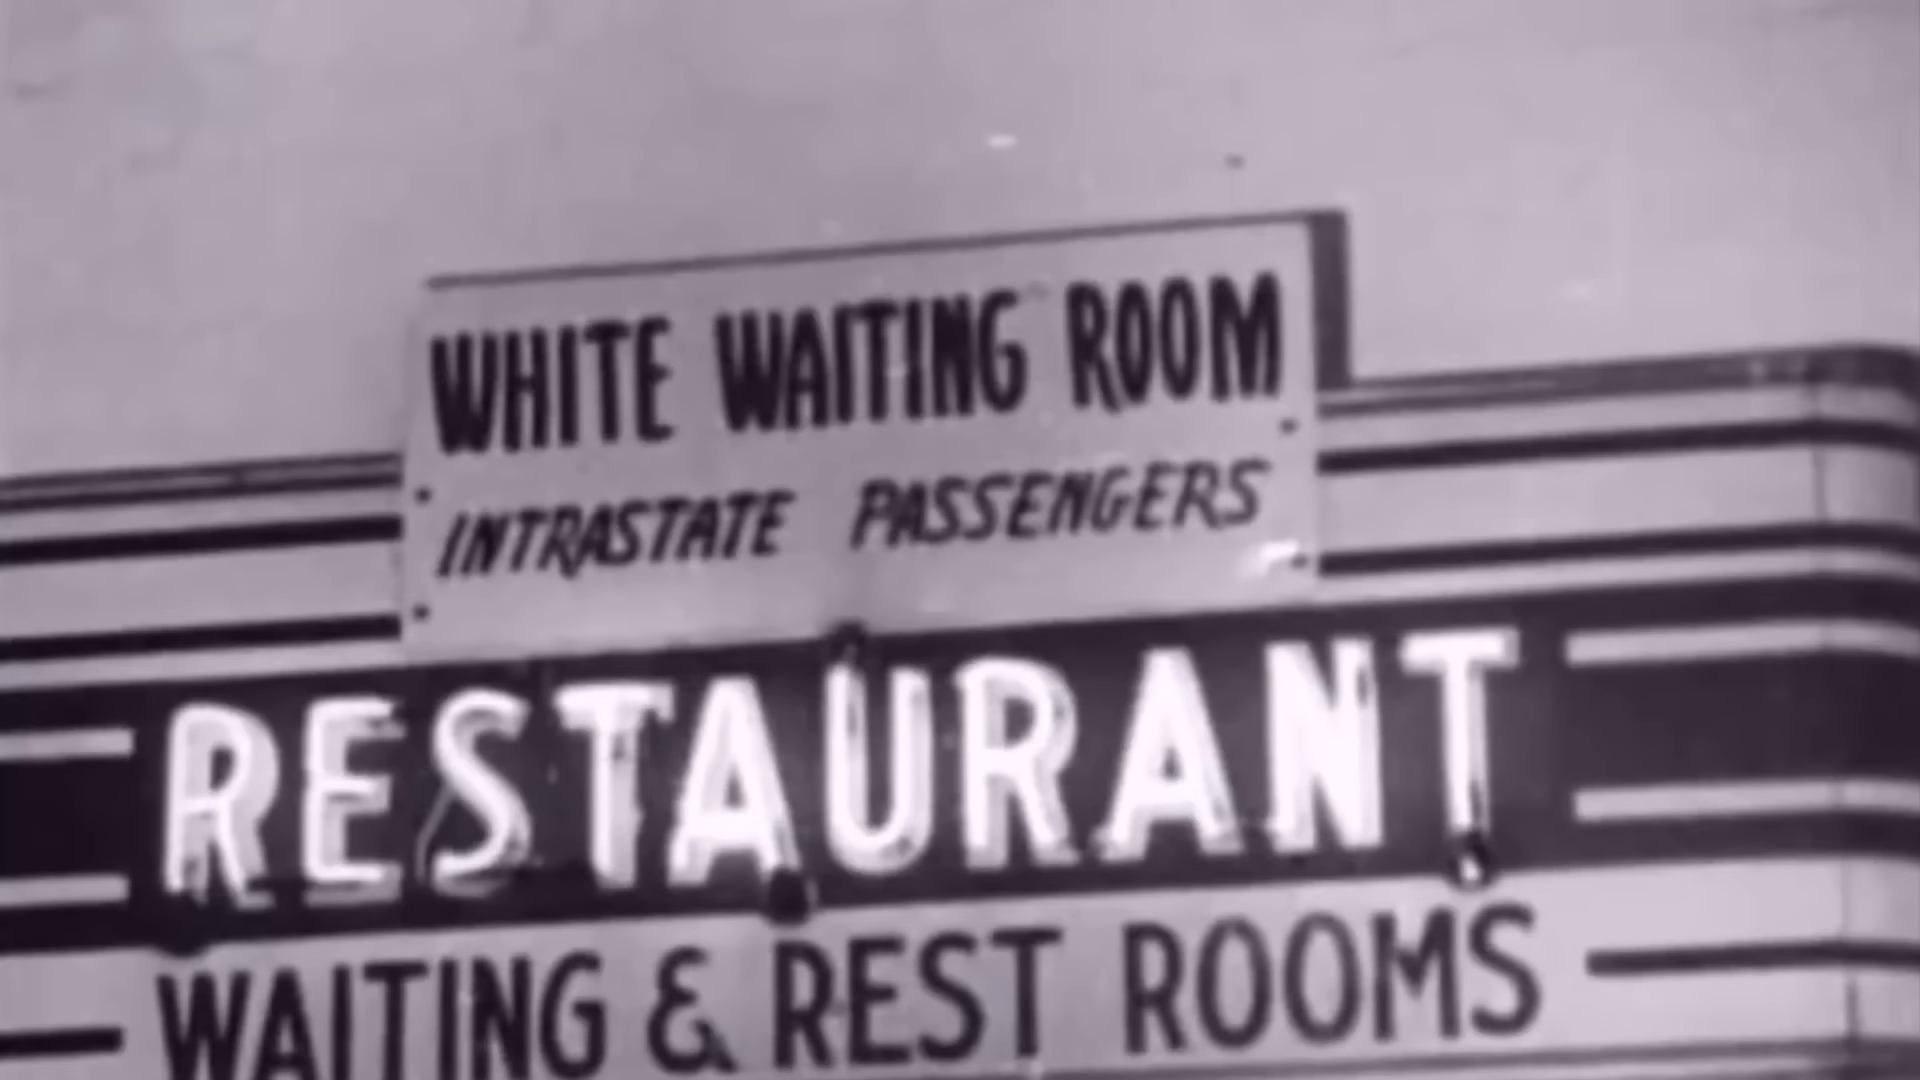 WHITE WAITING ROOM
INTRASTATE PASSENGERS
RESTAURANT
WAITING & REST ROOMS